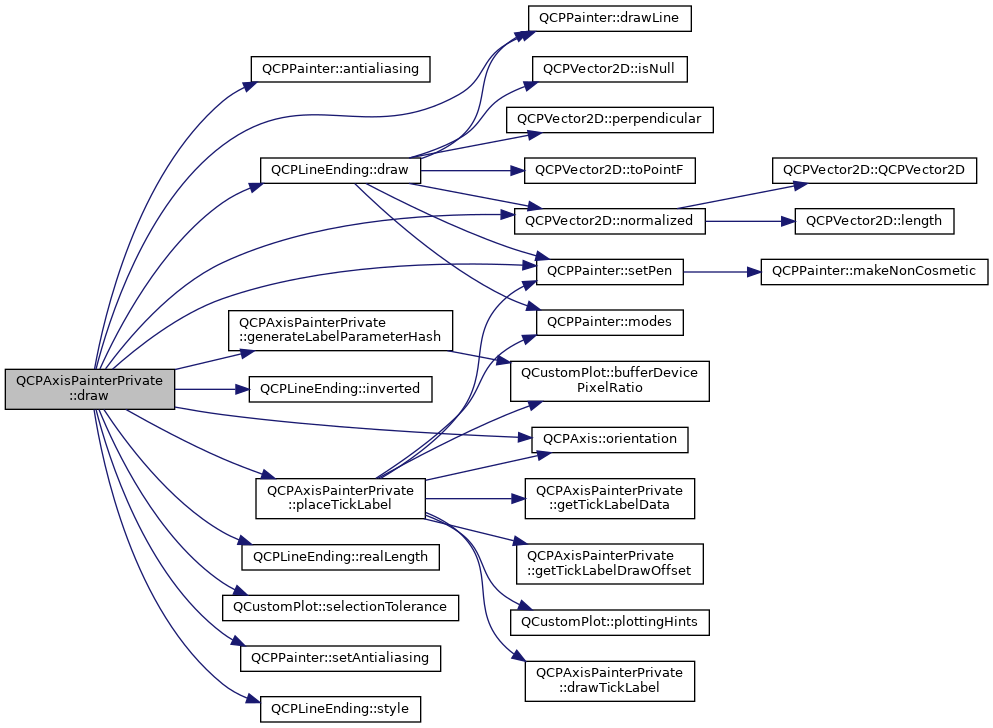 QCPAxisPainterPrivate
::draw
QCPPainter::antialiasing
QCPLineEnding::draw
QCPAxisPainterPrivate
::generateLabelParameterHash
QCPLineEnding::inverted
QCPAxisPainterPrivate
::placeTickLabel
QCPLineEnding::realLength
QCustomPlot::selectionTolerance
QCPPainter::setAntialiasing
QCPLineEnding::style
QCPPainter::drawLine
QCPVector2D::isNull
QCPVector2D::perpendicular
QCPVector2D::toPointF
QCPVector2D::normalized
QCPPainter::setPen
QCPPainter::modes
QCustomPlot::bufferDevice
PixelRatio
QCPAxis::orientation
QCPAxisPainterPrivate
::getTickLabelData
QCPAxisPainterPrivate
::getTickLabelDrawOffset
QCustomPlot::plottingHints
QCPAxisPainterPrivate
::drawTickLabel
QCPVector2D::QCPVector2D
QCPVector2D::length
QCPPainter::makeNonCosmetic